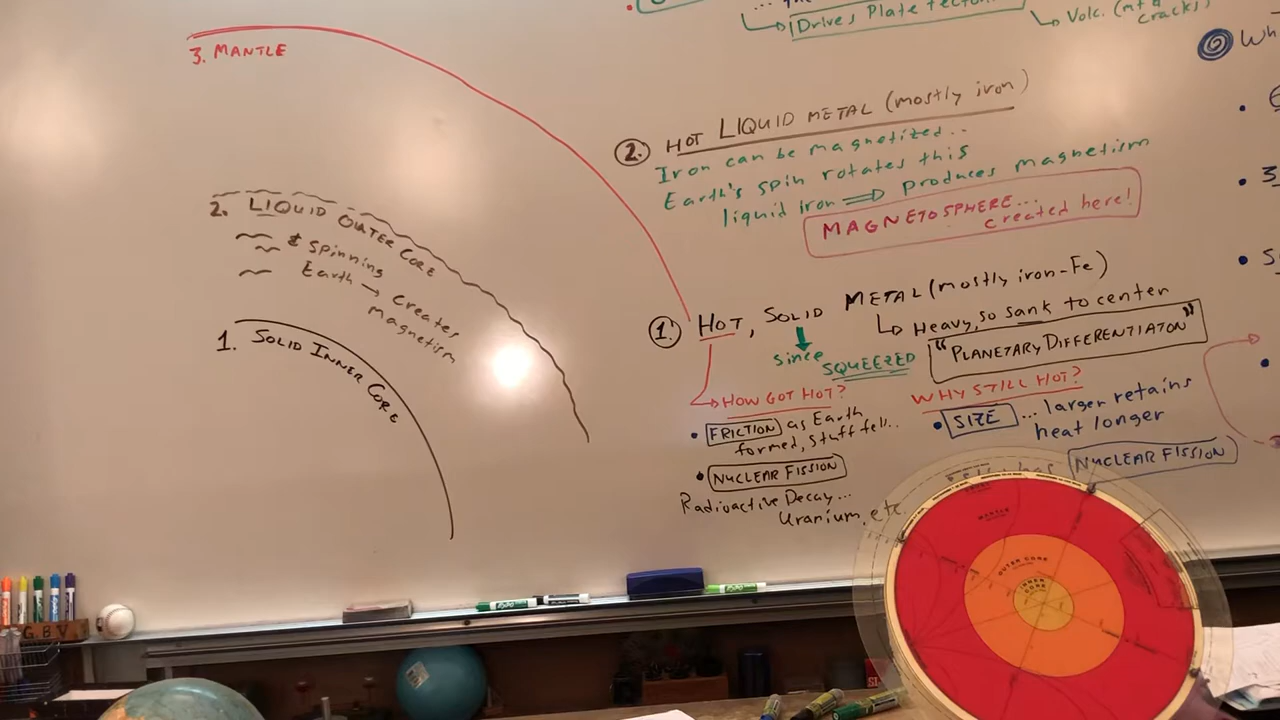 Drives Plate tecton
Volc. (mt &
cracks)
3. MANTLE
2. LIQUID OUTER CORE
& Spinning
Earth → creates
magnetism
1. SOLID INNER CORE
2. HOT LIQUID METAL (mostly iron)
Iron can be magnetized..
Earth's spin rotates this
liquid iron ⇒ produces magnetism
MAGNETOSPHERE...
created here!
1. HOT, SOLID METAL (mostly iron-Fe)
Heavy, so sank to center
"PLANETARY DIFFERENTIATON"
since
SQUEEZED
HOW GOT HOT?
• FRICTION as Earth
formed, stuff fell..
• NUCLEAR FISSION
Radioactive Decay...
Uranium, etc.
WHY STILL HOT?
• SIZE ... larger retains
heat longer
NUCLEAR FISSION
Wh
MANTLE
OUTER CORE
INNER
CORE
G B V